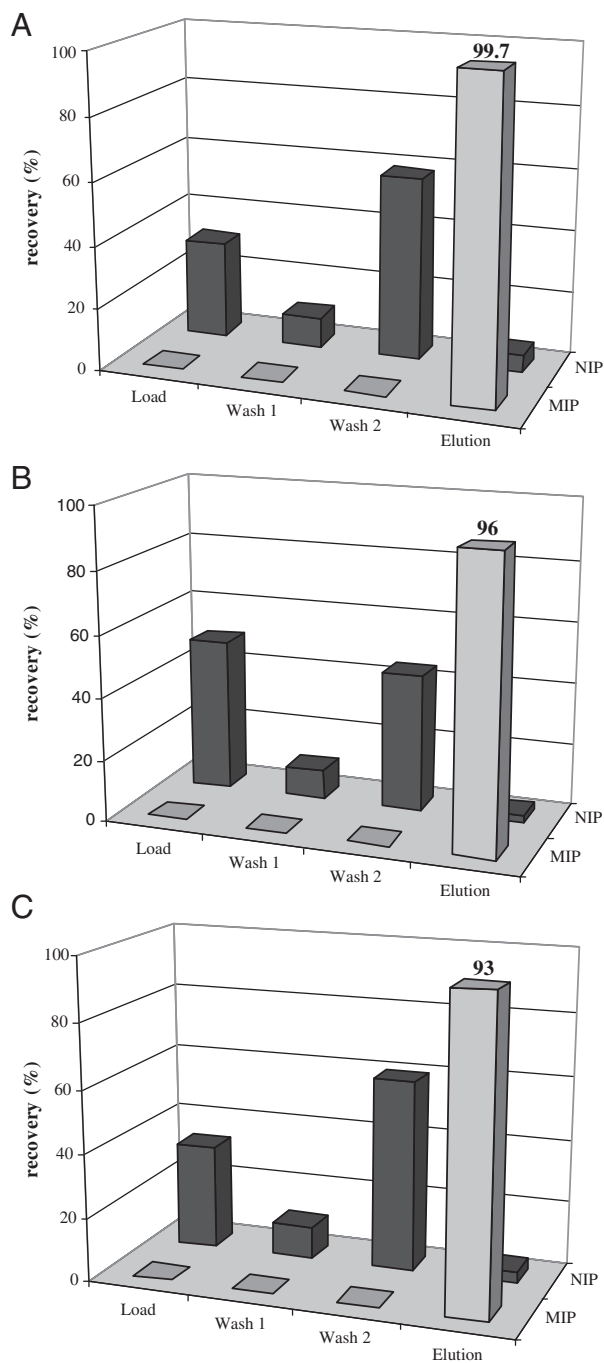 A
100
80
60
40
20
0
recovery (%)
99.7
Load
Wash 1
Wash 2
Elution
MIP
NIP
B
100
80
60
40
20
0
recovery (%)
96
Load
Wash 1
Wash 2
Elution
MIP
NIP
C
100
80
60
40
20
0
recovery (%)
93
Load
Wash 1
Wash 2
Elution
MIP
NIP